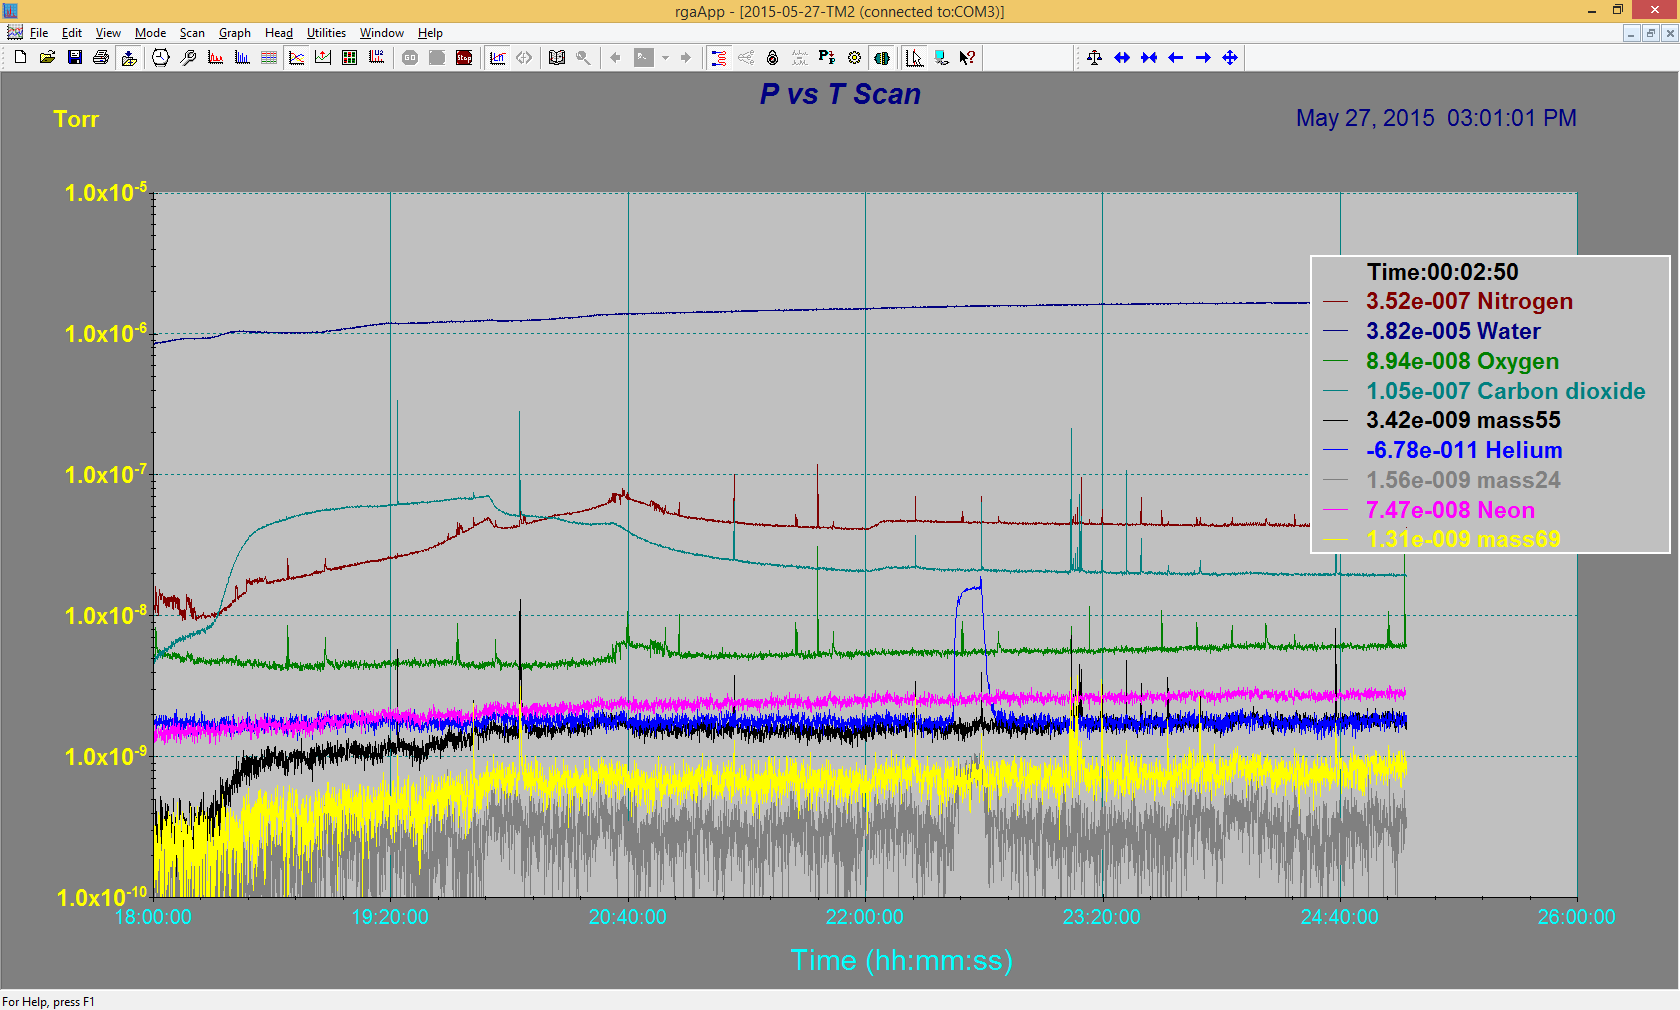 rgaApp - [2015-05-27-TM2 (connected to:COM3)]
File Edit View Mode Scan Graph Head Utilities Window Help
GO Stop
P vs T Scan
Torr
May 27, 2015 03:01:01 PM
1.0x10-5
1.0x10-6
1.0x10-7
1.0x10-8
1.0x10-9
1.0x10-10
Time:00:02:50
3.52e-007 Nitrogen
3.82e-005 Water
8.94e-008 Oxygen
1.05e-007 Carbon dioxide
3.42e-009 mass55
-6.78e-011 Helium
1.56e-009 mass24
7.47e-008 Neon
1.31e-009 mass69
18:00:00 19:20:00 20:40:00 22:00:00 23:20:00 24:40:00 26:00:00
Time (hh:mm:ss)
For Help, press F1